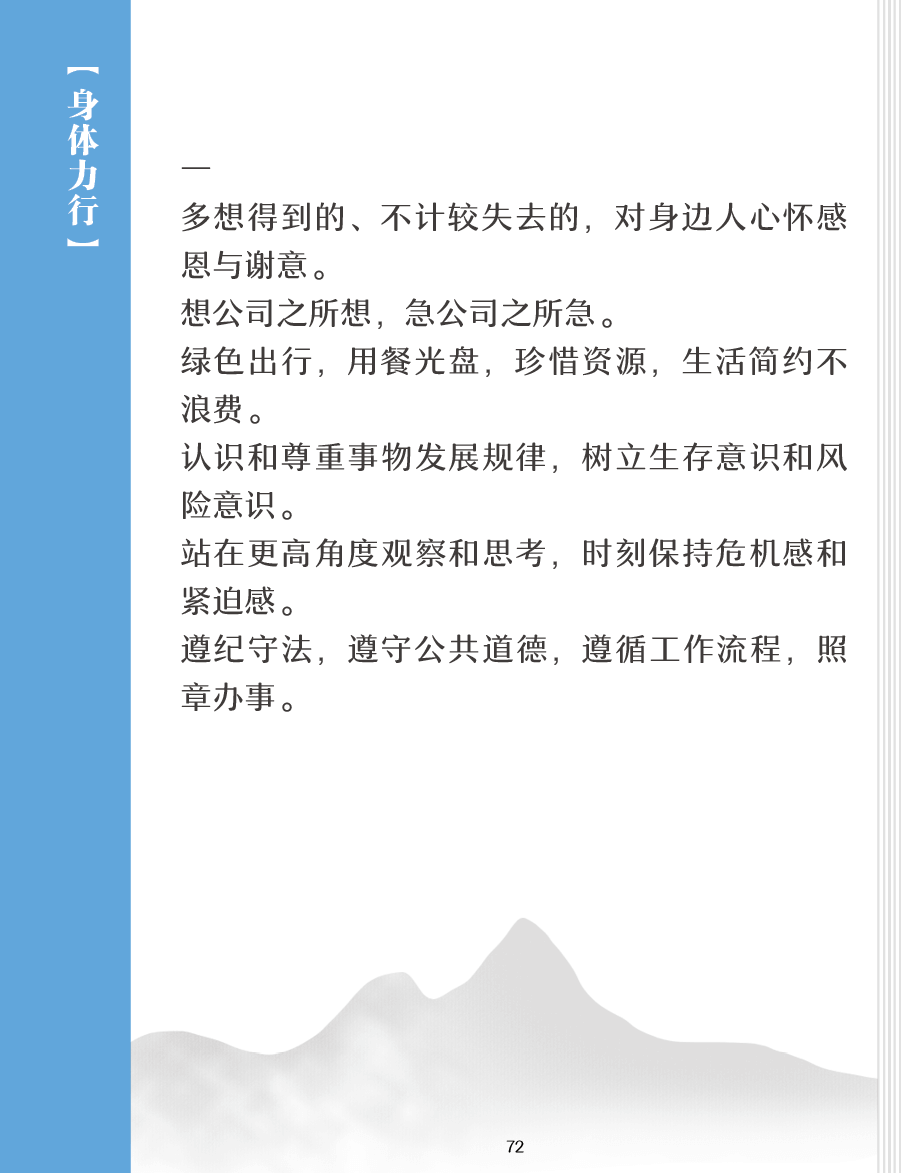 【身体力行】
—
多想得到的、不计较失去的，对身边人心怀感
恩与谢意。
想公司之所想，急公司之所急。
绿色出行，用餐光盘，珍惜资源，生活简约不
浪费。
认识和尊重事物发展规律，树立生存意识和风
险意识。
站在更高角度观察和思考，时刻保持危机感和
紧迫感。
遵纪守法，遵守公共道德，遵循工作流程，照
章办事。
72